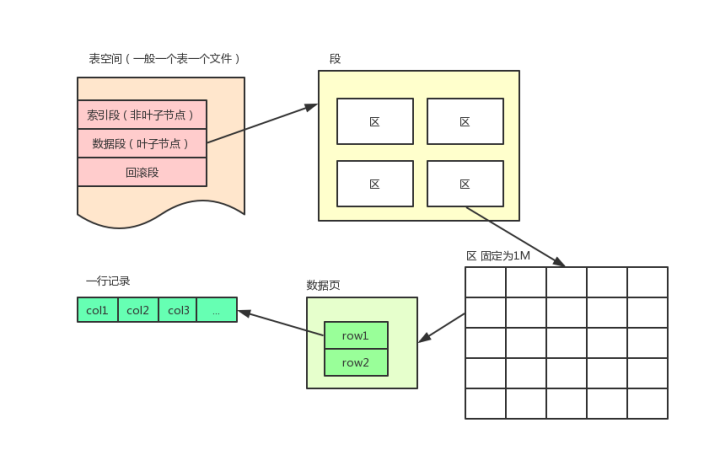 表空间（一般一个表一个文件）
段
索引段（非叶子节点）
数据段（叶子节点）
回滚段
区
区
区
区
区 固定为1M
一行记录
col1
col2
col3
...
数据页
row1
row2